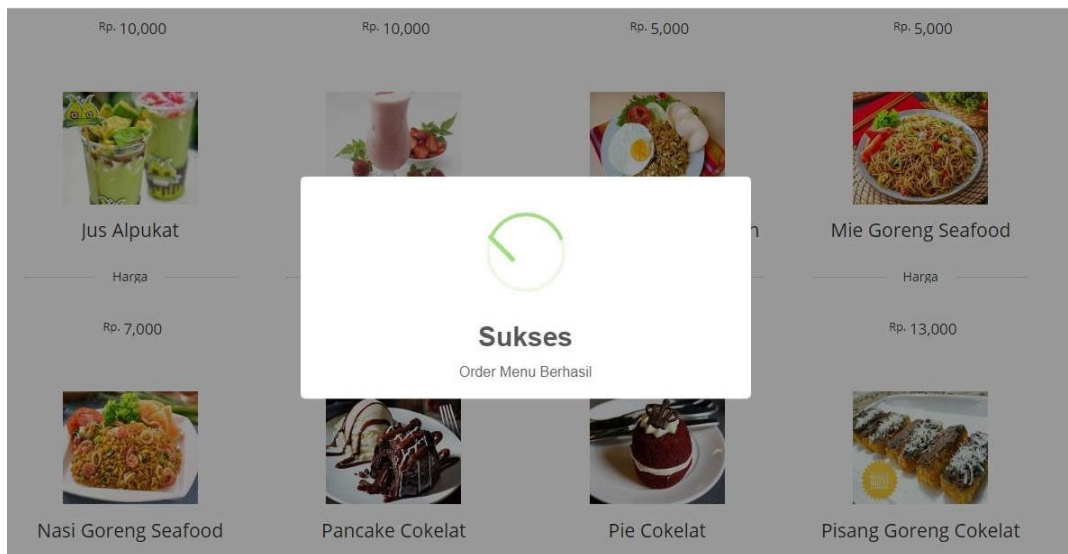 Rp. 10,000
Rp. 10,000
Rp. 5,000
Rp. 5,000
Jus Alpukat
n
Mie Goreng Seafood
Harga
Harga
Rp. 7,000
Rp. 13,000
Sukses
Order Menu Berhasil
Nasi Goreng Seafood
Pancake Cokelat
Pie Cokelat
Pisang Goreng Cokelat